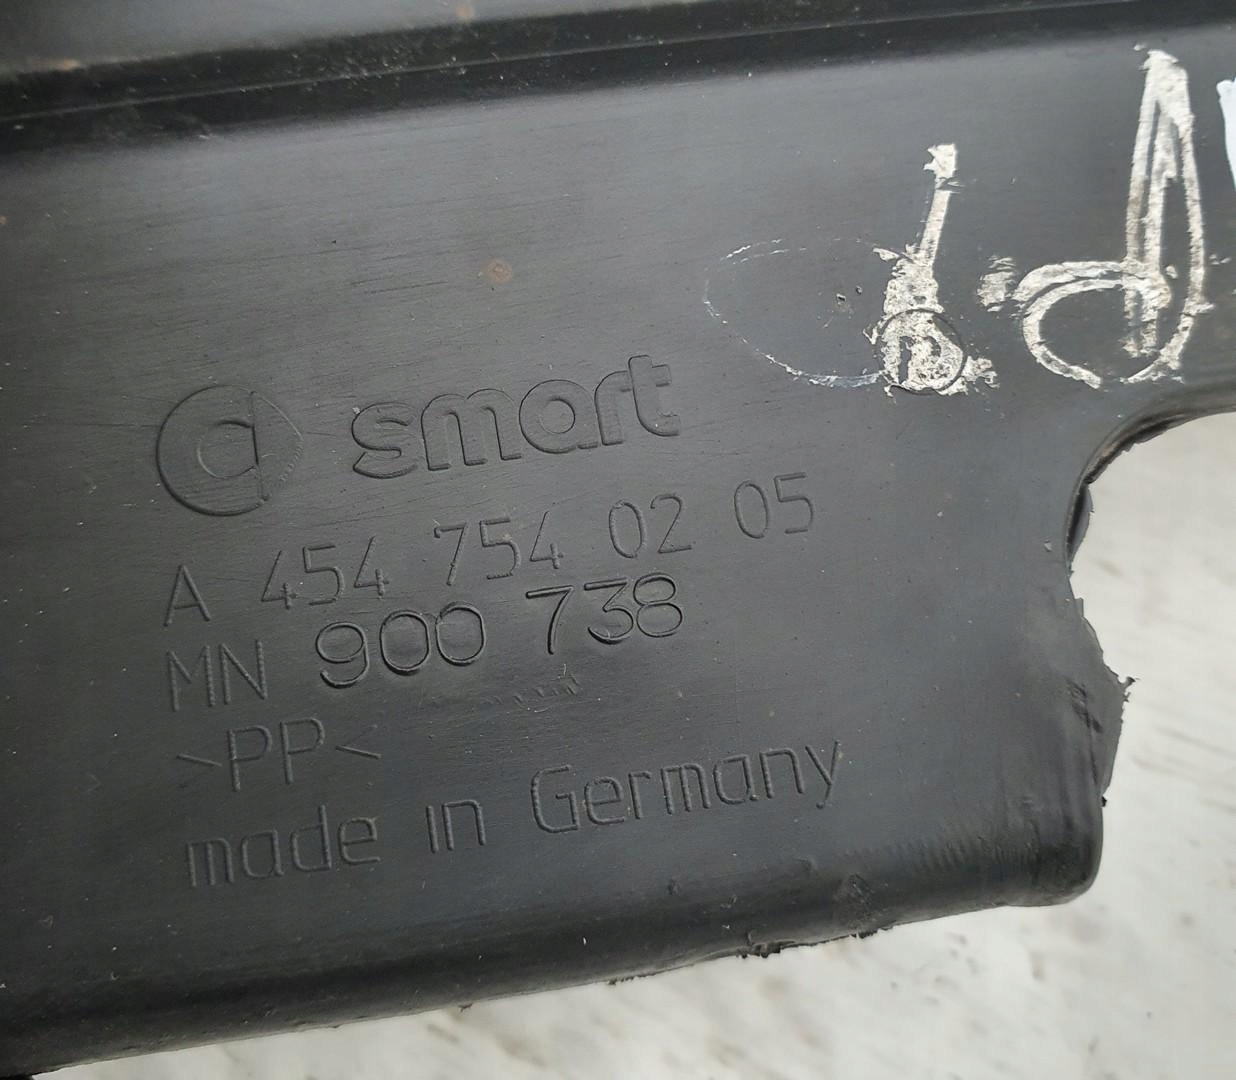 smart
A 454 754 02 05
MN 900 738
>PP<
made in Germany